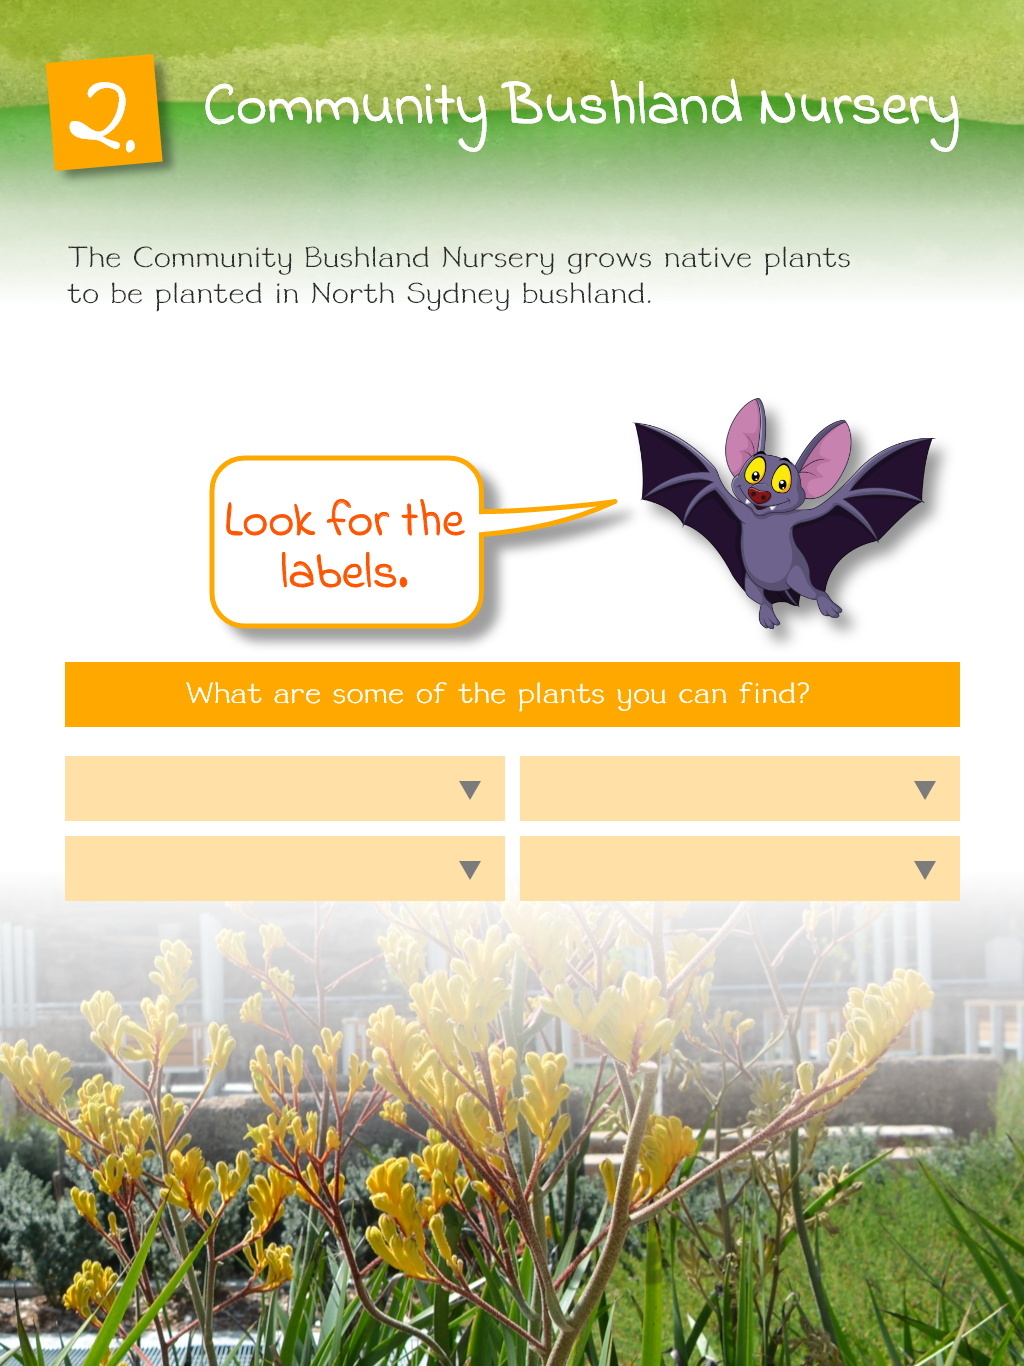 2.
Community Bushland Nursery
The Community Bushland Nursery grows native plants
to be planted in North Sydney bushland.
Look for the
labels.
What are some of the plants you can find?